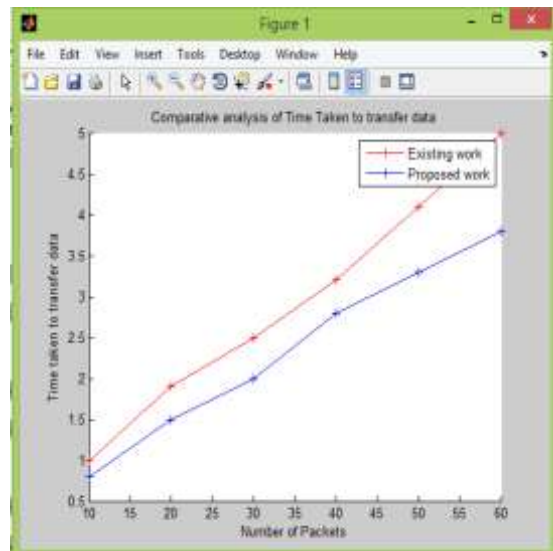 Figure 1
File Edit View Insert Tools Desktop Window Help
Comparative analysis of Time Taken to transfer data
Existing work
Proposed work
Time taken to transfer data
5
4.5
4
3.5
3
2.5
2
1.5
1
0.5
10 15 20 25 30 35 40 45 50 55 60
Number of Packets